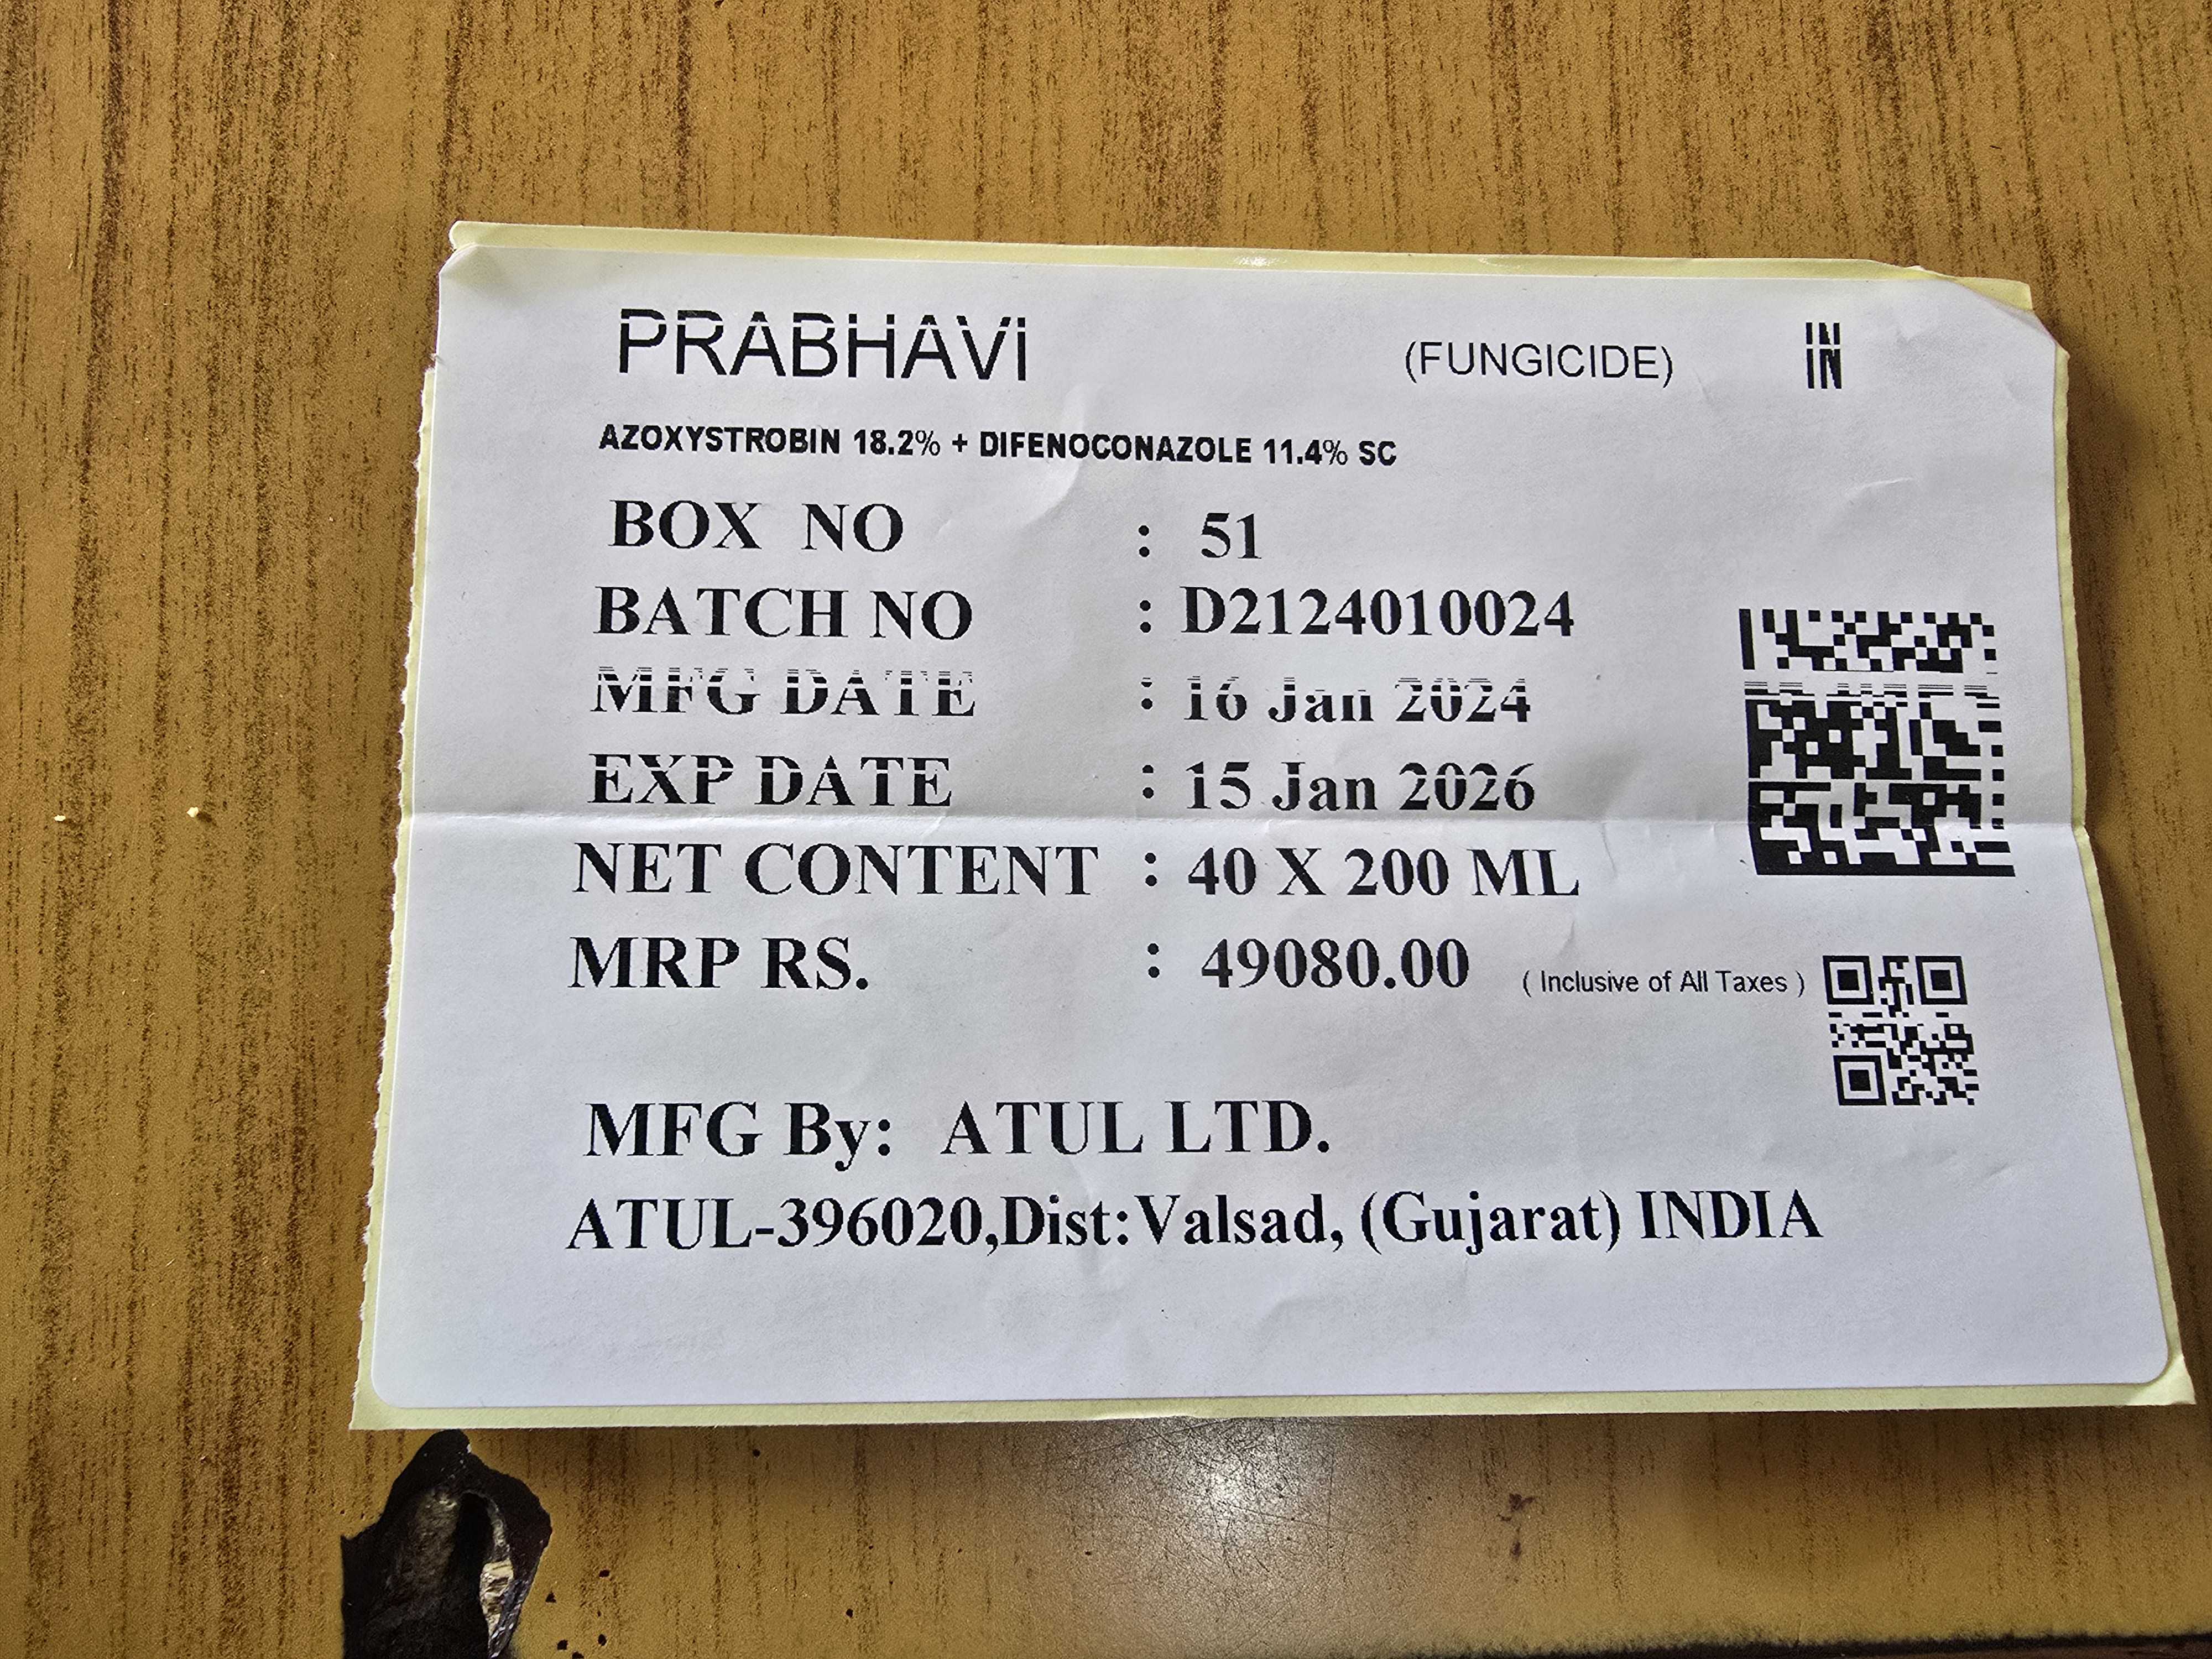 PRABHAVi (FUNGICIDE) IN
AZOXYSTROBIN 18.2% + DIFENOCONAZOLE 11.4% SC
BOX NO : 51
BATCH NO : D2124010024
MFG DATE : 16 Jan 2024
EXP DATE : 15 Jan 2026
NET CONTENT : 40 X 200 ML
MRP RS. : 49080.00 ( Inclusive of All Taxes )
MFG By: ATUL LTD.
ATUL-396020,Dist:Valsad, (Gujarat) INDIA